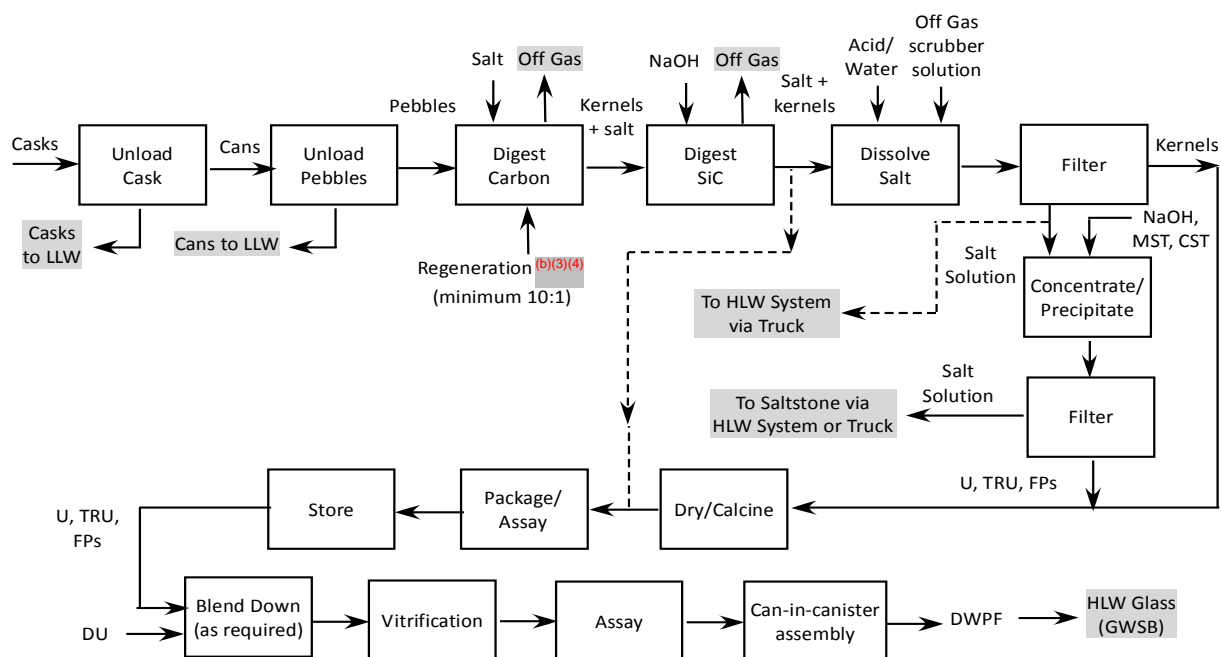 Casks
Unload
Cask
Casks
to LLW
Cans
Unload
Pebbles
Cans to LLW
Pebbles
Salt
Off Gas
Digest
Carbon
Regeneration (b)(3)(4)
(minimum 10:1)
Kernels
+ salt
NaOH
Off Gas
Digest
SiC
Salt +
kernels
Acid/
Water
Off Gas
scrubber
solution
Dissolve
Salt
Filter
Kernels
NaOH,
MST, CST
Salt
Solution
Concentrate/
Precipitate
To HLW System
via Truck
Filter
Salt
Solution
To Saltstone via
HLW System or Truck
U, TRU, FPs
Dry/Calcine
Package/
Assay
Store
U, TRU,
FPs
DU
Blend Down
(as required)
Vitrification
Assay
Can-in-canister
assembly
DWPF
HLW Glass
(GWSB)